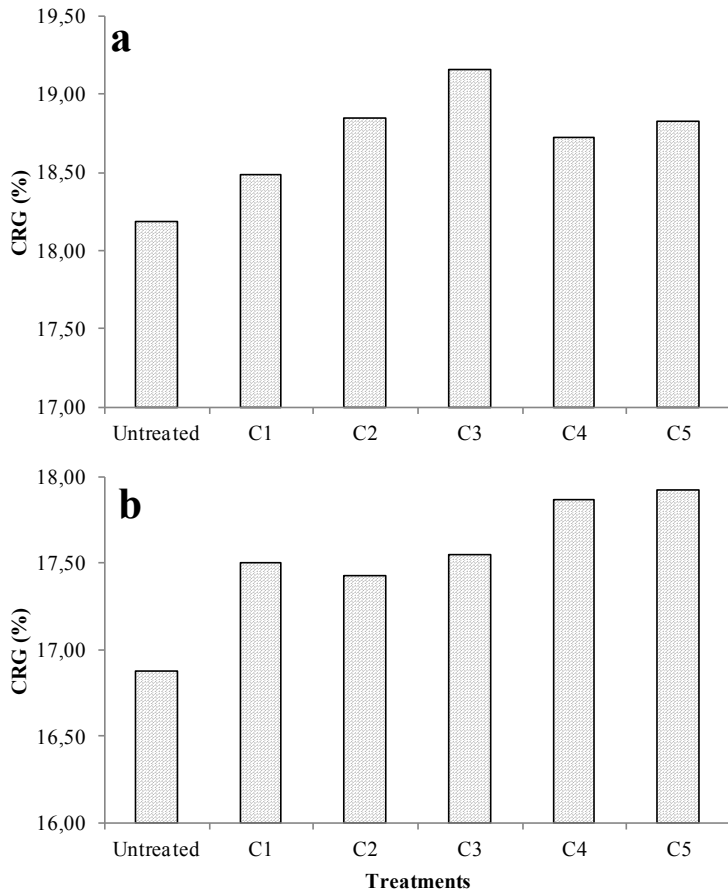 19,50
a
19,00
18,50
18,00
17,50
17,00
CRG (%)
Untreated C1 C2 C3 C4 C5
18,00
b
17,50
17,00
16,50
16,00
CRG (%)
Untreated C1 C2 C3 C4 C5
Treatments